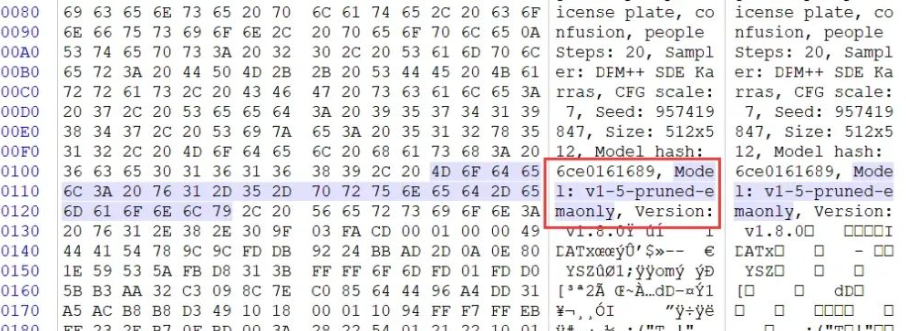 0080 69 63 65 6E 73 65 20 70 6C 61 74 65 2C 20 63 6F icense plate, co icense plate, co
0090 6E 66 75 73 69 6F 6E 2C 20 70 65 6F 70 6C 65 0A nfusion, people nfusion, people
00A0 53 74 65 70 73 3A 20 32 30 2C 20 53 61 6D 70 6C Steps: 20, Sampl Steps: 20, Sampl
00B0 65 72 3A 20 44 50 4D 2B 2B 20 53 44 45 20 4B 61 er: DPM++ SDE Ka er: DPM++ SDE Ka
00C0 72 72 61 73 2C 20 43 46 47 20 73 63 61 6C 65 3A rras, CFG scale: rras, CFG scale:
00D0 20 37 2C 20 53 65 65 64 3A 20 39 35 37 34 31 39 7, Seed: 957419 7, Seed: 957419
00E0 38 34 37 2C 20 53 69 7A 65 3A 20 35 31 32 78 35 847, Size: 512x5 847, Size: 512x5
00F0 31 32 2C 20 4D 6F 64 65 6C 20 68 61 73 68 3A 20 12, Model hash: 12, Model hash:
0100 36 63 65 30 31 36 31 36 38 39 2C 20 4D 6F 64 65 6ce0161689, Mode 6ce0161689, Mode
0110 6C 3A 20 76 31 2D 35 2D 70 72 75 6E 65 64 2D 65 l: v1-5-pruned-e l: v1-5-pruned-e
0120 6D 61 6F 6E 6C 79 2C 20 56 65 72 73 69 6F 6E 3A maonly, Version: maonly, Version:
0130 20 76 31 2E 38 2E 30 9F 03 FA CD 00 01 00 00 49 v1.8.0Ÿ úÍ I v1.8.0
0140 44 41 54 78 9C 9C FD DB 92 24 BB AD 2D 0A 0E 80 DATxœœýÛ’$»-- € DATx
0150 1E 59 53 5A FB D8 31 3B FF FF 6F 6D FD 01 FD D0 YSZûØ1;ÿÿomý ýÐ YSZ
0160 5B B3 AA 32 C3 09 8C 7E C0 85 64 44 96 A4 DD 31 [³ª2Ã Œ~À…dD–¤Ý1
0170 A5 AC B8 B8 D3 49 10 18 00 01 10 94 FF FF FF EB